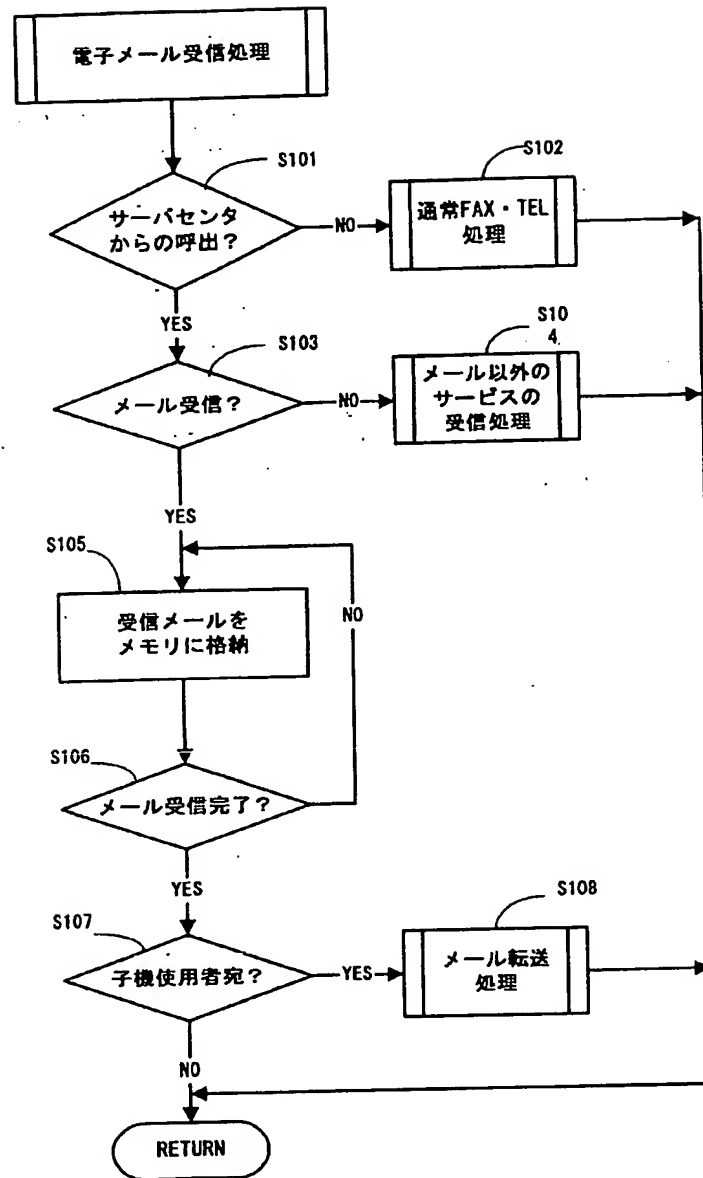 電子メール受信処理
S101
サーバセンタ
からの呼出？
NO
S102
通常FAX・TEL
処理
YES
S103
メール受信？
NO
S10
4
メール以外の
サービスの
受信処理
YES
S105
受信メールを
メモリに格納
NO
S106
メール受信完了？
YES
S107
子機使用者宛？
YES
S108
メール転送
処理
NO
RETURN